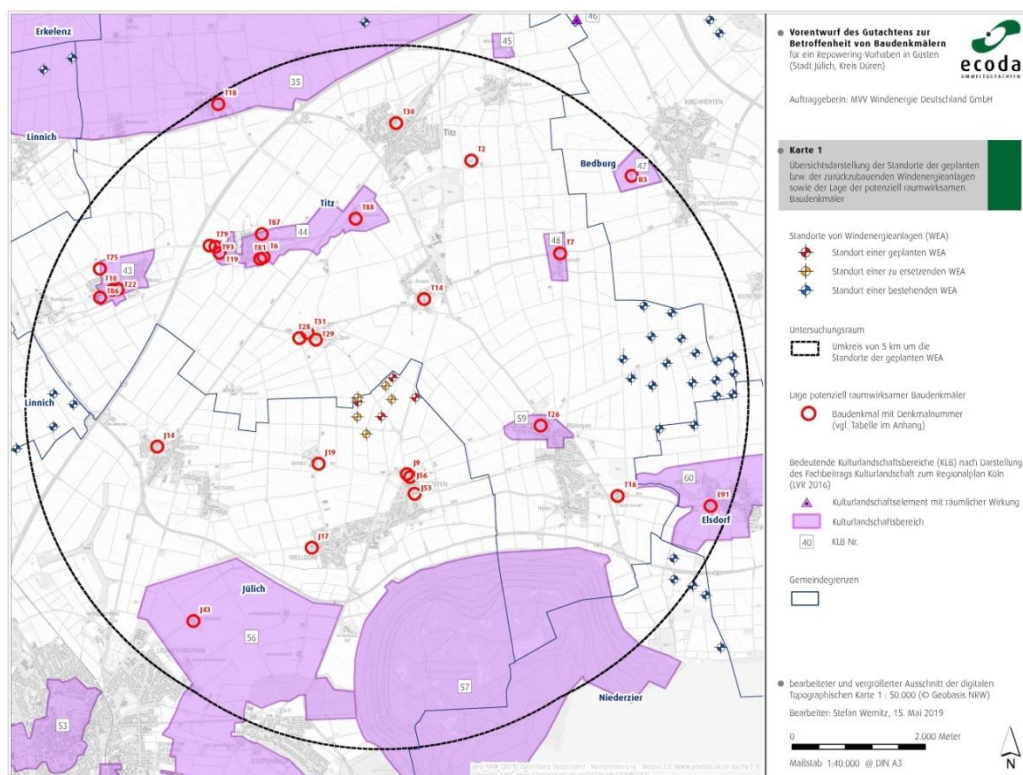 Erkelenz
46
45
35
T18
T30
Titz
KIRCHHERTEN
Linnich
T2
Bedburg
47
B3
Titz
T88
T87
44
T79
T93
T19
T81
T6
48
T7
T75
43
T10
T22
T86
T14
T31
T28
T29
Linnich
59
T26
J14
J19
J9
J56
J53
T16
60
E91
Elsdorf
J17
WELLDORF
Jülich
J43
56
57
Niederzier
53
Vorentwurf des Gutachtens zur
Betroffenheit von Baudenkmälern
für ein Repowering-Vorhaben in Güsten
(Stadt Jülich, Kreis Düren)
ecoda
UMWELTGUTACHTEN
Auftraggeberin: MVV Windenergie Deutschland GmbH
Karte 1
Übersichtsdarstellung der Standorte der geplanten
bzw. der zurückzubauenden Windenergieanlagen
sowie der Lage der potenziell raumwirksamen
Baudenkmäler
Standorte von Windenergieanlagen (WEA)
Standort einer geplanten WEA
Standort einer zu ersetzenden WEA
Standort einer bestehenden WEA
Untersuchungsraum
Umkreis von 5 km um die
Standorte der geplanten WEA
Lage potenziell raumwirksamer Baudenkmäler
Baudenkmal mit Denkmalnummer
(vgl. Tabelle im Anhang)
Bedeutende Kulturlandschaftsbereiche (KLB) nach Darstellung
des Fachbeitrags Kulturlandschaft zum Regionalplan Köln
(LVR 2016)
Kulturlandschaftselement mit räumlicher Wirkung
Kulturlandschaftsbereich
40
KLB Nr.
Gemeindegrenzen
bearbeiteter und vergrößerter Ausschnitt der digitalen
Topographischen Karte 1 : 50.000 (© Geobasis NRW)
Bearbeiter: Stefan Wernitz, 15. Mai 2019
0 2.000 Meter
Maßstab 1:40.000 @ DIN A3
N